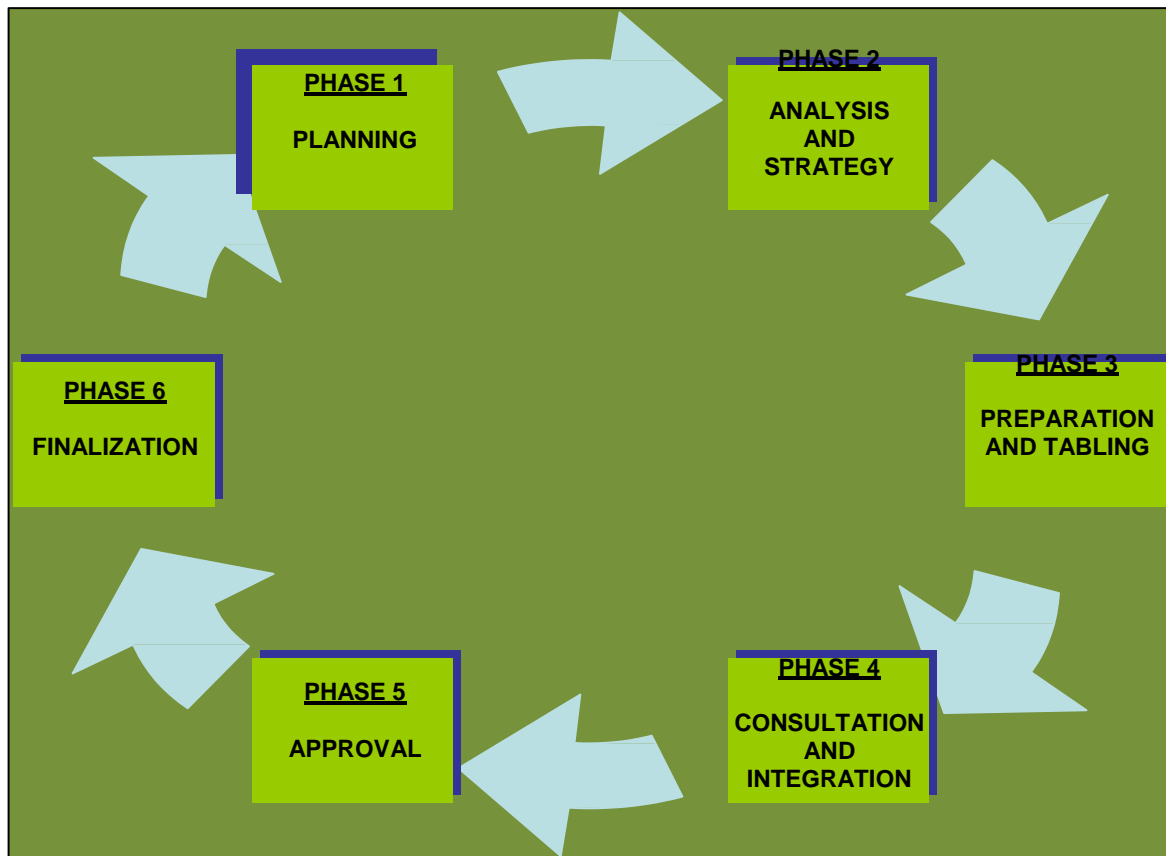 PHASE 1
PLANNING
PHASE 2
ANALYSIS
AND
STRATEGY
PHASE 3
PREPARATION
AND TABLING
PHASE 4
CONSULTATION
AND
INTEGRATION
PHASE 5
APPROVAL
PHASE 6
FINALIZATION